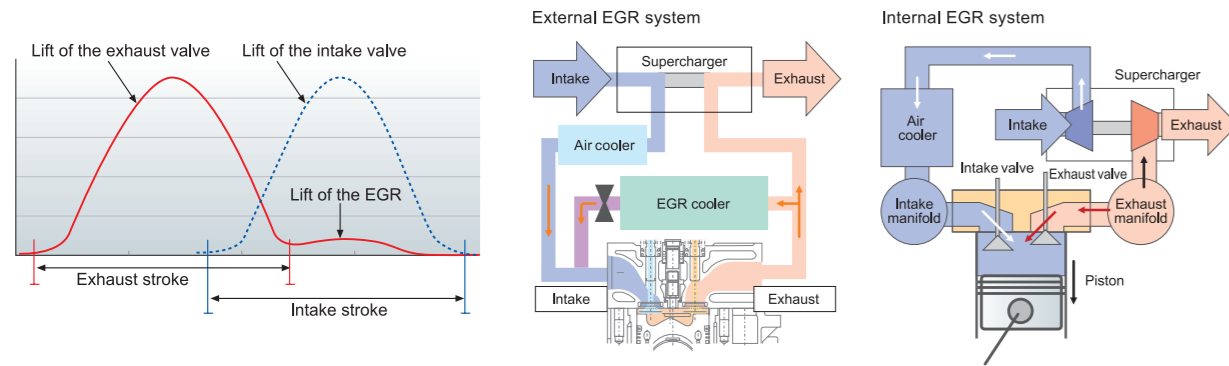 Lift of the exhaust valve
Lift of the intake valve
Lift of the EGR
Exhaust stroke
Intake stroke
External EGR system
Supercharger
Intake
Exhaust
Air cooler
EGR cooler
Intake
Exhaust
Internal EGR system
Supercharger
Air
cooler
Intake
Exhaust
Intake valve
Exhaust valve
Intake
manifold
Exhaust
manifold
Piston